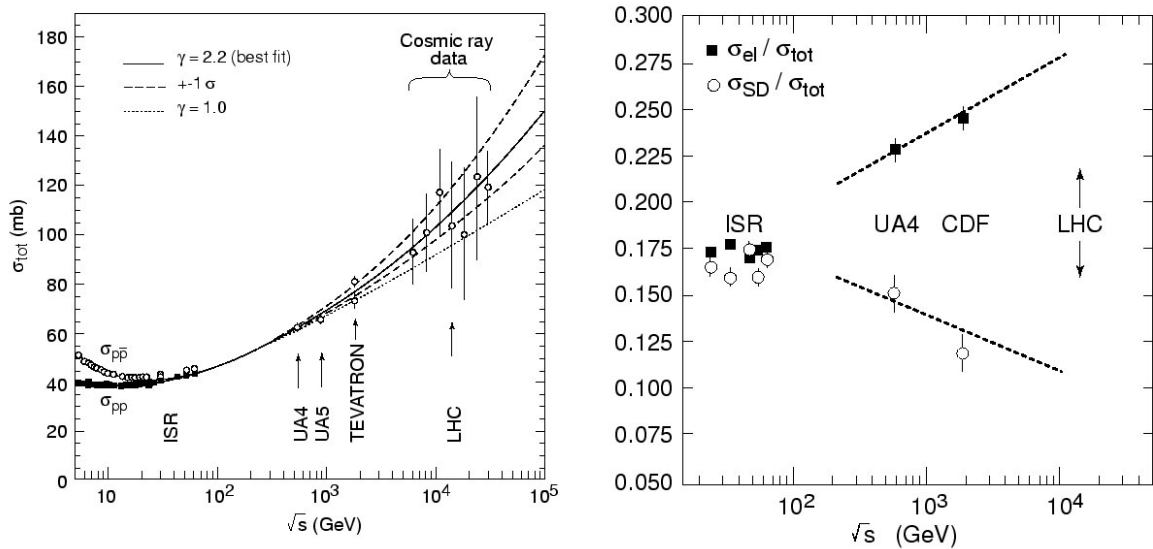 180
160
140
120
100
80
60
40
20
0
σtot (mb)
γ = 2.2 (best fit)
+-1 σ
γ = 1.0
Cosmic ray
data
σpp̄
σpp
ISR
UA4
UA5
TEVATRON
LHC
10
10²
10³
10⁴
10⁵
√s (GeV)
0.300
0.275
0.250
0.225
0.200
0.175
0.150
0.125
0.100
0.075
0.050
σel / σtot
σSD / σtot
ISR
UA4
CDF
LHC
10²
10³
10⁴
√s (GeV)